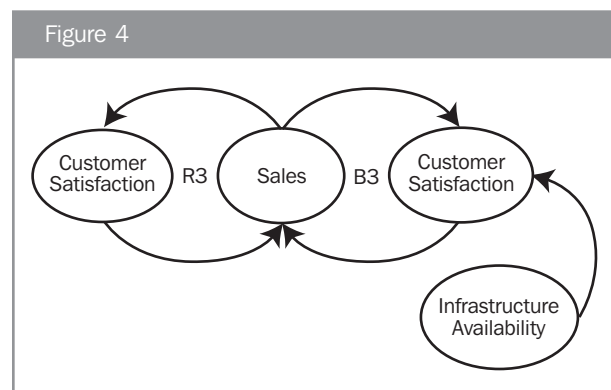 Figure 4
Customer
Satisfaction
R3
Sales
B3
Customer
Satisfaction
Infrastructure
Availability